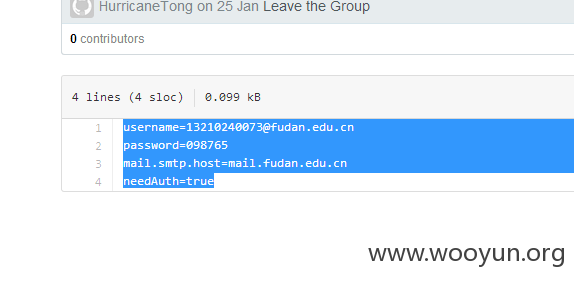 HurricaneTong on 25 Jan Leave the Group
0 contributors
4 lines (4 sloc) 0.099 kB
1 username=13210240073@fudan.edu.cn
2 password=098765
3 mail.smtp.host=mail.fudan.edu.cn
4 needAuth=true
www.wooyun.org